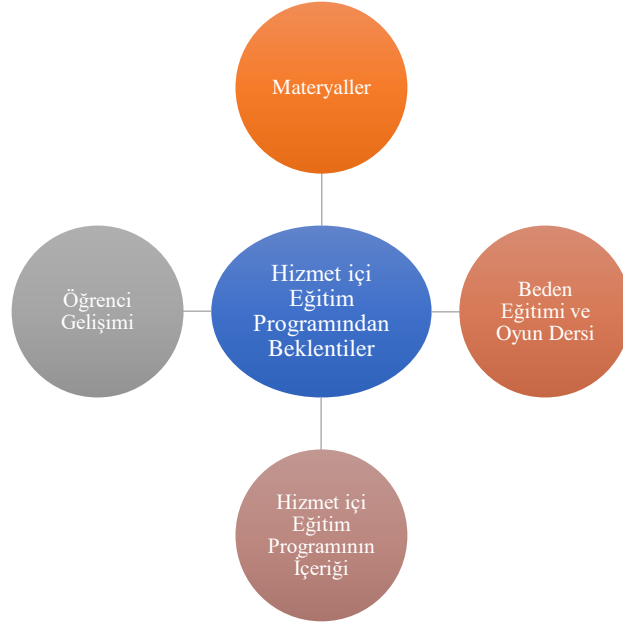 Materyaller
Öğrenci
Gelişimi
Hizmet içi
Eğitim
Programından
Beklentiler
Beden
Eğitimi ve
Oyun Dersi
Hizmet içi
Eğitim
Programının
İçeriği